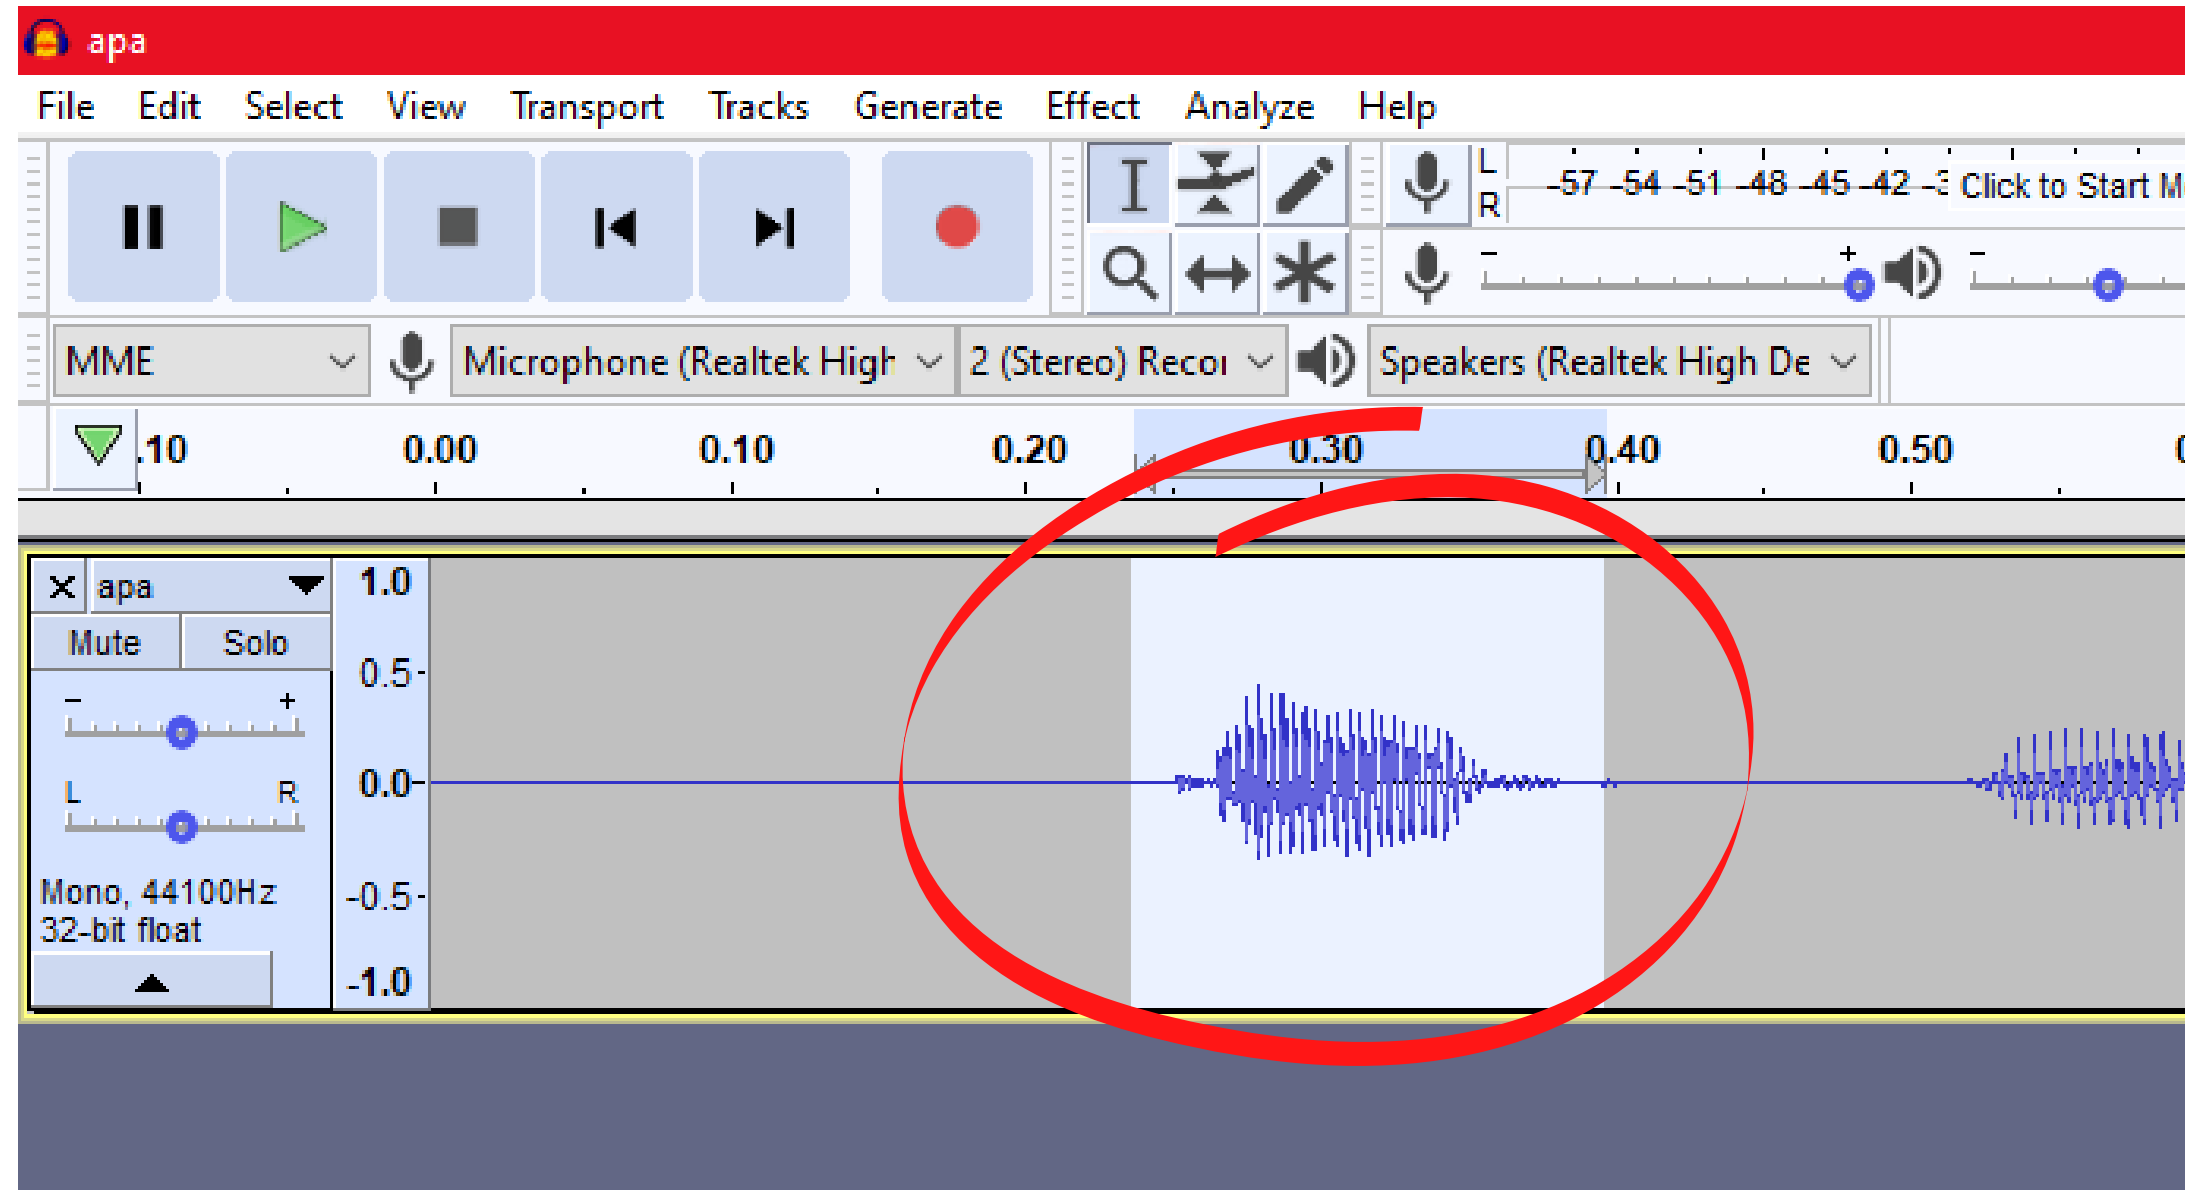 apa
File Edit Select View Transport Tracks Generate Effect Analyze Help
L
R
-57 -54 -51 -48 -45 -42 -3 Click to Start M
- + -
MME Microphone (Realtek High 2 (Stereo) Recor Speakers (Realtek High De
.10 0.00 0.10 0.20 0.30 0.40 0.50
X apa
Mute Solo
- +
L R
Mono, 44100Hz
32-bit float
1.0
0.5
0.0
-0.5
-1.0